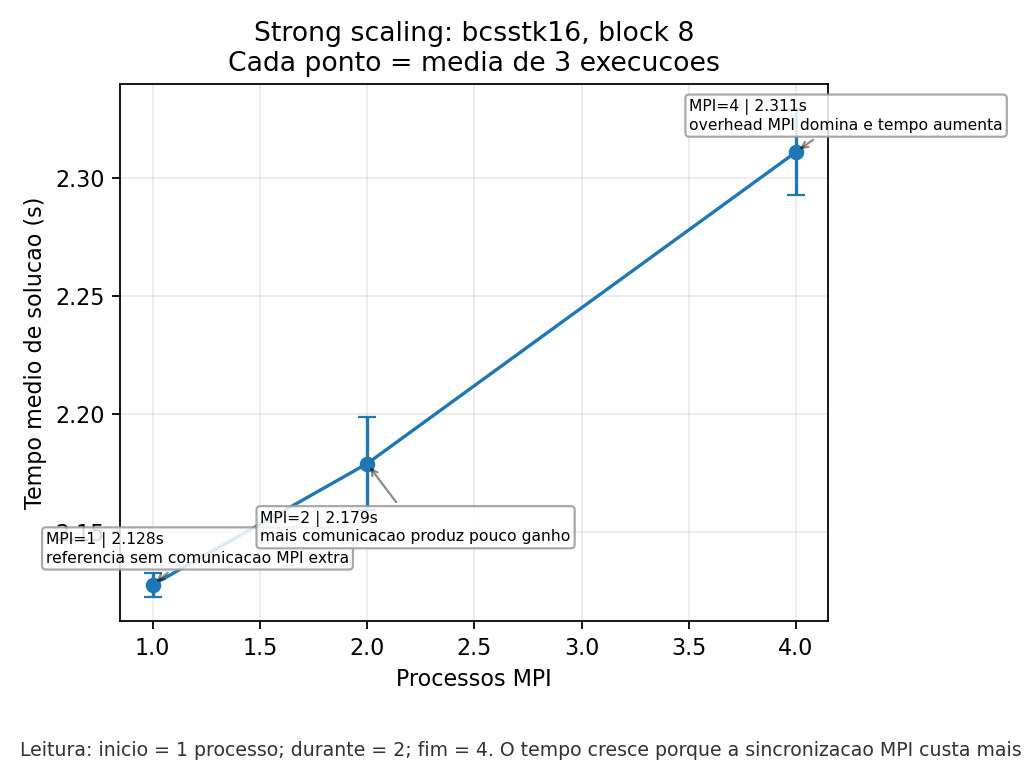 Strong scaling: bcsstk16, block 8
Cada ponto = media de 3 execucoes
MPI=4 | 2.311s
overhead MPI domina e tempo aumenta
2.30
2.25
2.20
2.15
Tempo medio de solucao (s)
MPI=2 | 2.179s
mais comunicacao produz pouco ganho
MPI=1 | 2.128s
referencia sem comunicacao MPI extra
1.0 1.5 2.0 2.5 3.0 3.5 4.0
Processos MPI
Leitura: inicio = 1 processo; durante = 2; fim = 4. O tempo cresce porque a sincronizacao MPI custa mais